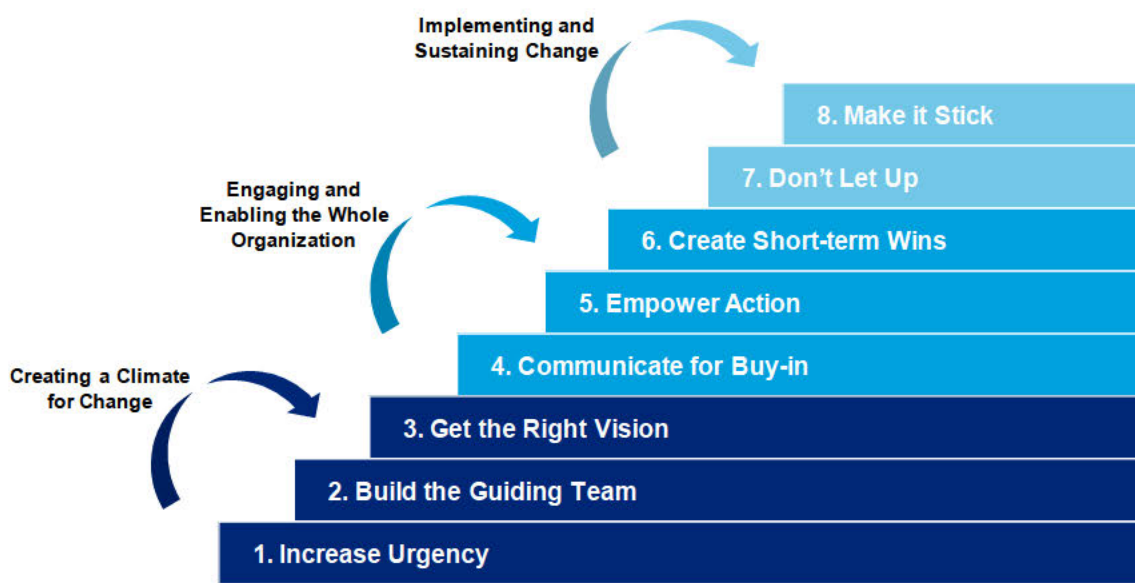 Implementing and
Sustaining Change
8. Make it Stick
7. Don’t Let Up
Engaging and
Enabling the Whole
Organization
6. Create Short-term Wins
5. Empower Action
4. Communicate for Buy-in
Creating a Climate
for Change
3. Get the Right Vision
2. Build the Guiding Team
1. Increase Urgency